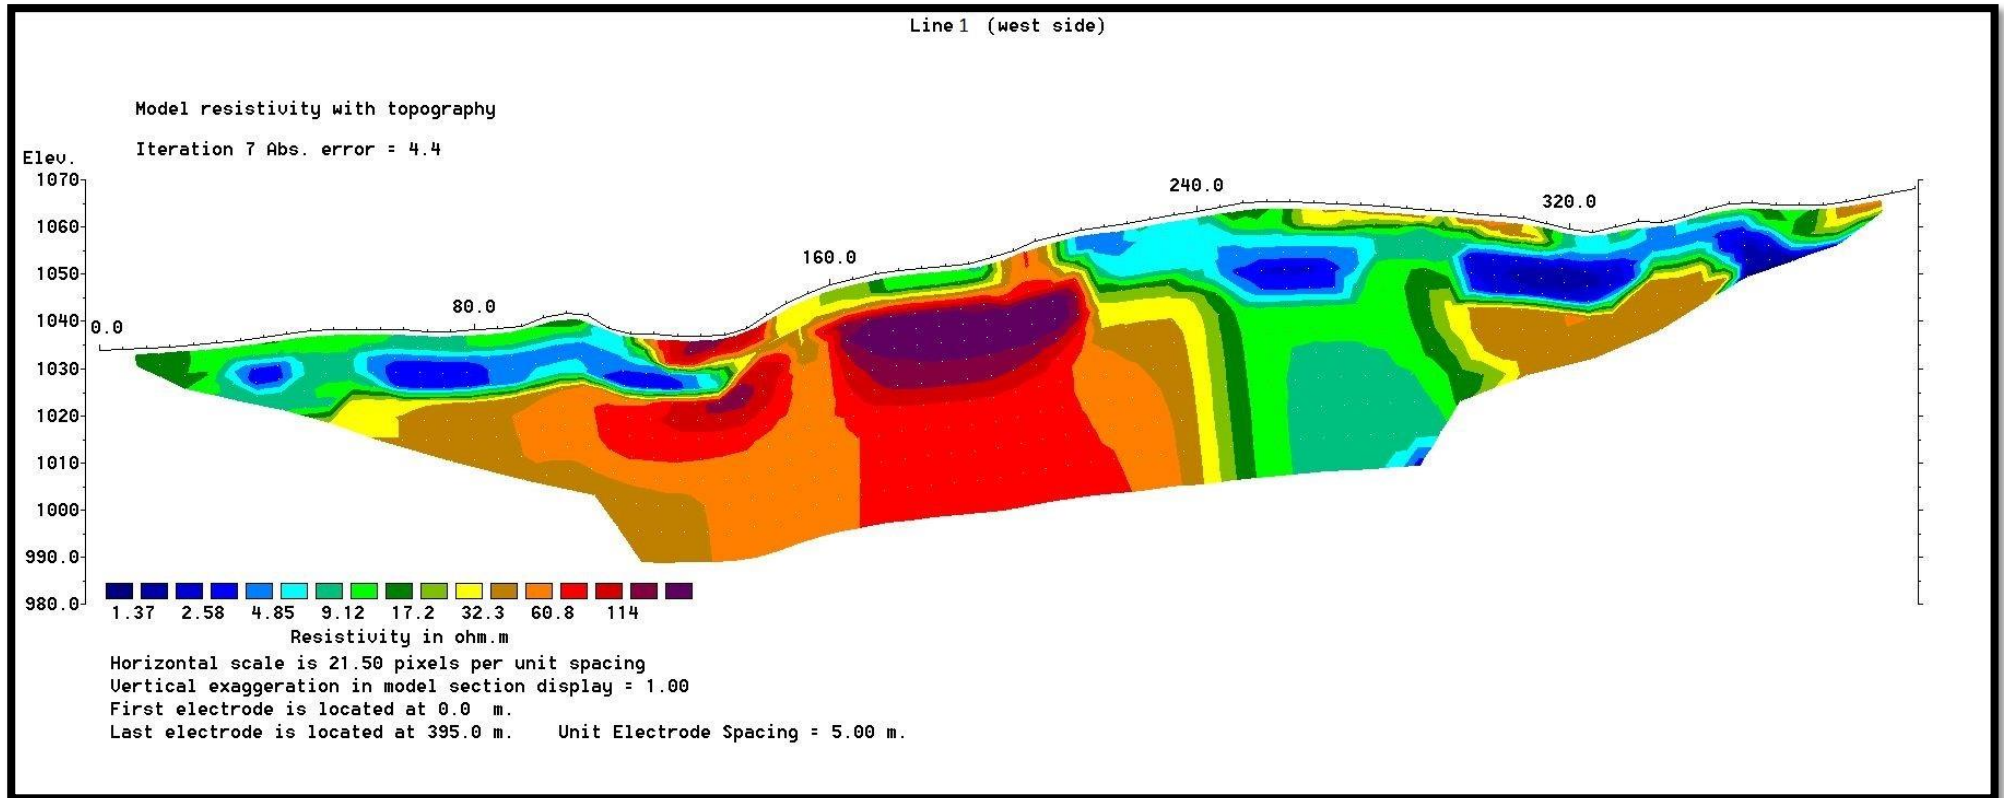 Line 1 (west side)
Model resistivity with topography
Iteration 7 Abs. error = 4.4
Elev.
1070
1060
1050
1040
1030
1020
1010
1000
990.0
980.0
0.0
80.0
160.0
240.0
320.0
1.37 2.58 4.85 9.12 17.2 32.3 60.8 114
Resistivity in ohm.m
Horizontal scale is 21.50 pixels per unit spacing
Vertical exaggeration in model section display = 1.00
First electrode is located at 0.0 m.
Last electrode is located at 395.0 m. Unit Electrode Spacing = 5.00 m.